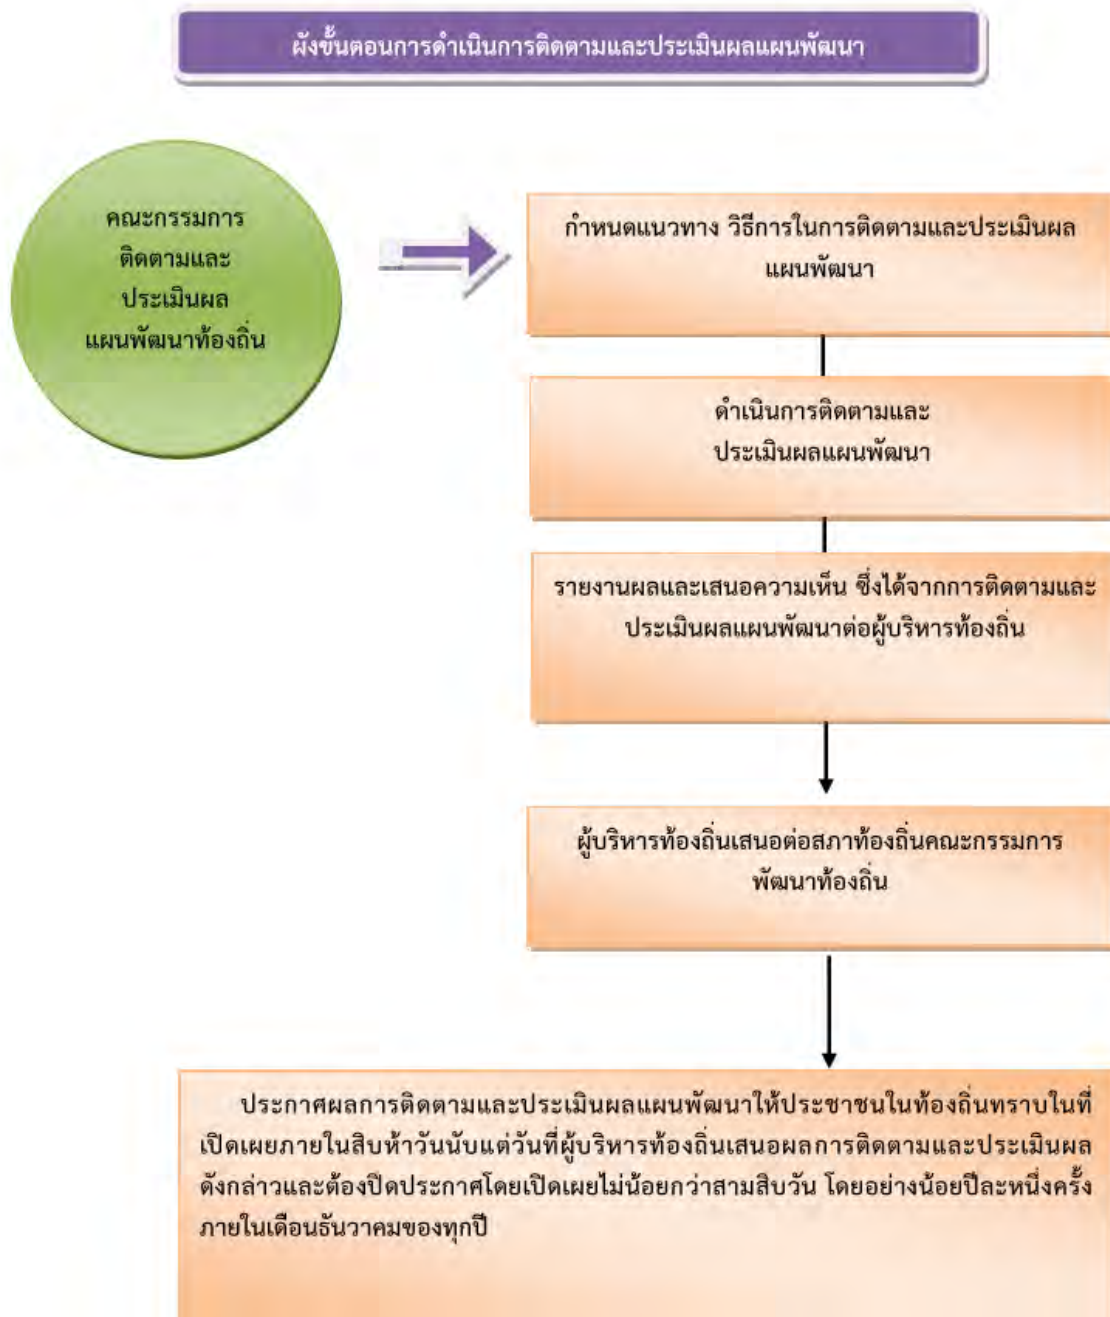 ผังขั้นตอนการดำเนินการติดตามและประเมินผลแผนพัฒนา
คณะกรรมการ
ติดตามและ
ประเมินผล
แผนพัฒนาท้องถิ่น
กำหนดแนวทาง วิธีการในการติดตามและประเมินผล
แผนพัฒนา
ดำเนินการติดตามและ
ประเมินผลแผนพัฒนา
รายงานผลและเสนอความเห็น ซึ่งได้จากการติดตามและ
ประเมินผลแผนพัฒนาต่อผู้บริหารท้องถิ่น
ผู้บริหารท้องถิ่นเสนอต่อสภาท้องถิ่นคณะกรรมการ
พัฒนาท้องถิ่น
ประกาศผลการติดตามและประเมินผลแผนพัฒนาให้ประชาชนในท้องถิ่นทราบในที่
เปิดเผยภายในสิบห้าวันนับแต่วันที่ผู้บริหารท้องถิ่นเสนอผลการติดตามและประเมินผล
ดังกล่าวและต้องปิดประกาศโดยเปิดเผยไม่น้อยกว่าสามสิบวัน โดยอย่างน้อยปีละหนึ่งครั้ง
ภายในเดือนธันวาคมของทุกปี